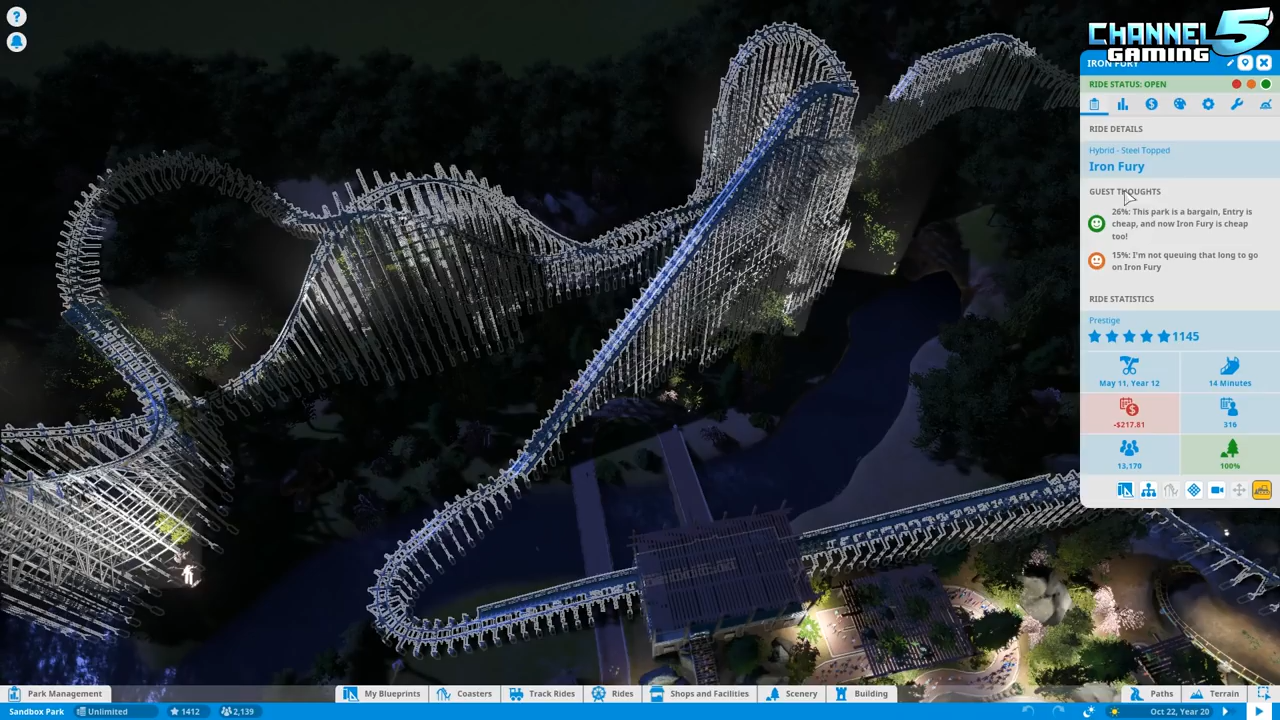 CHANNEL 5
GAMING
IRON FURY
RIDE STATUS: OPEN
RIDE DETAILS
Hybrid - Steel Topped
Iron Fury
GUEST THOUGHTS
26%: This park is a bargain, Entry is
cheap, and now Iron Fury is cheap
too!
15%: I'm not queuing that long to go
on Iron Fury
RIDE STATISTICS
Prestige
1145
May 11, Year 12
14 Minutes
-$217.81
316
13,170
100%
Park Management
My Blueprints
Coasters
Track Rides
Rides
Shops and Facilities
Scenery
Building
Paths
Terrain
Sandbox Park
Unlimited
1412
2,139
Oct 22, Year 20